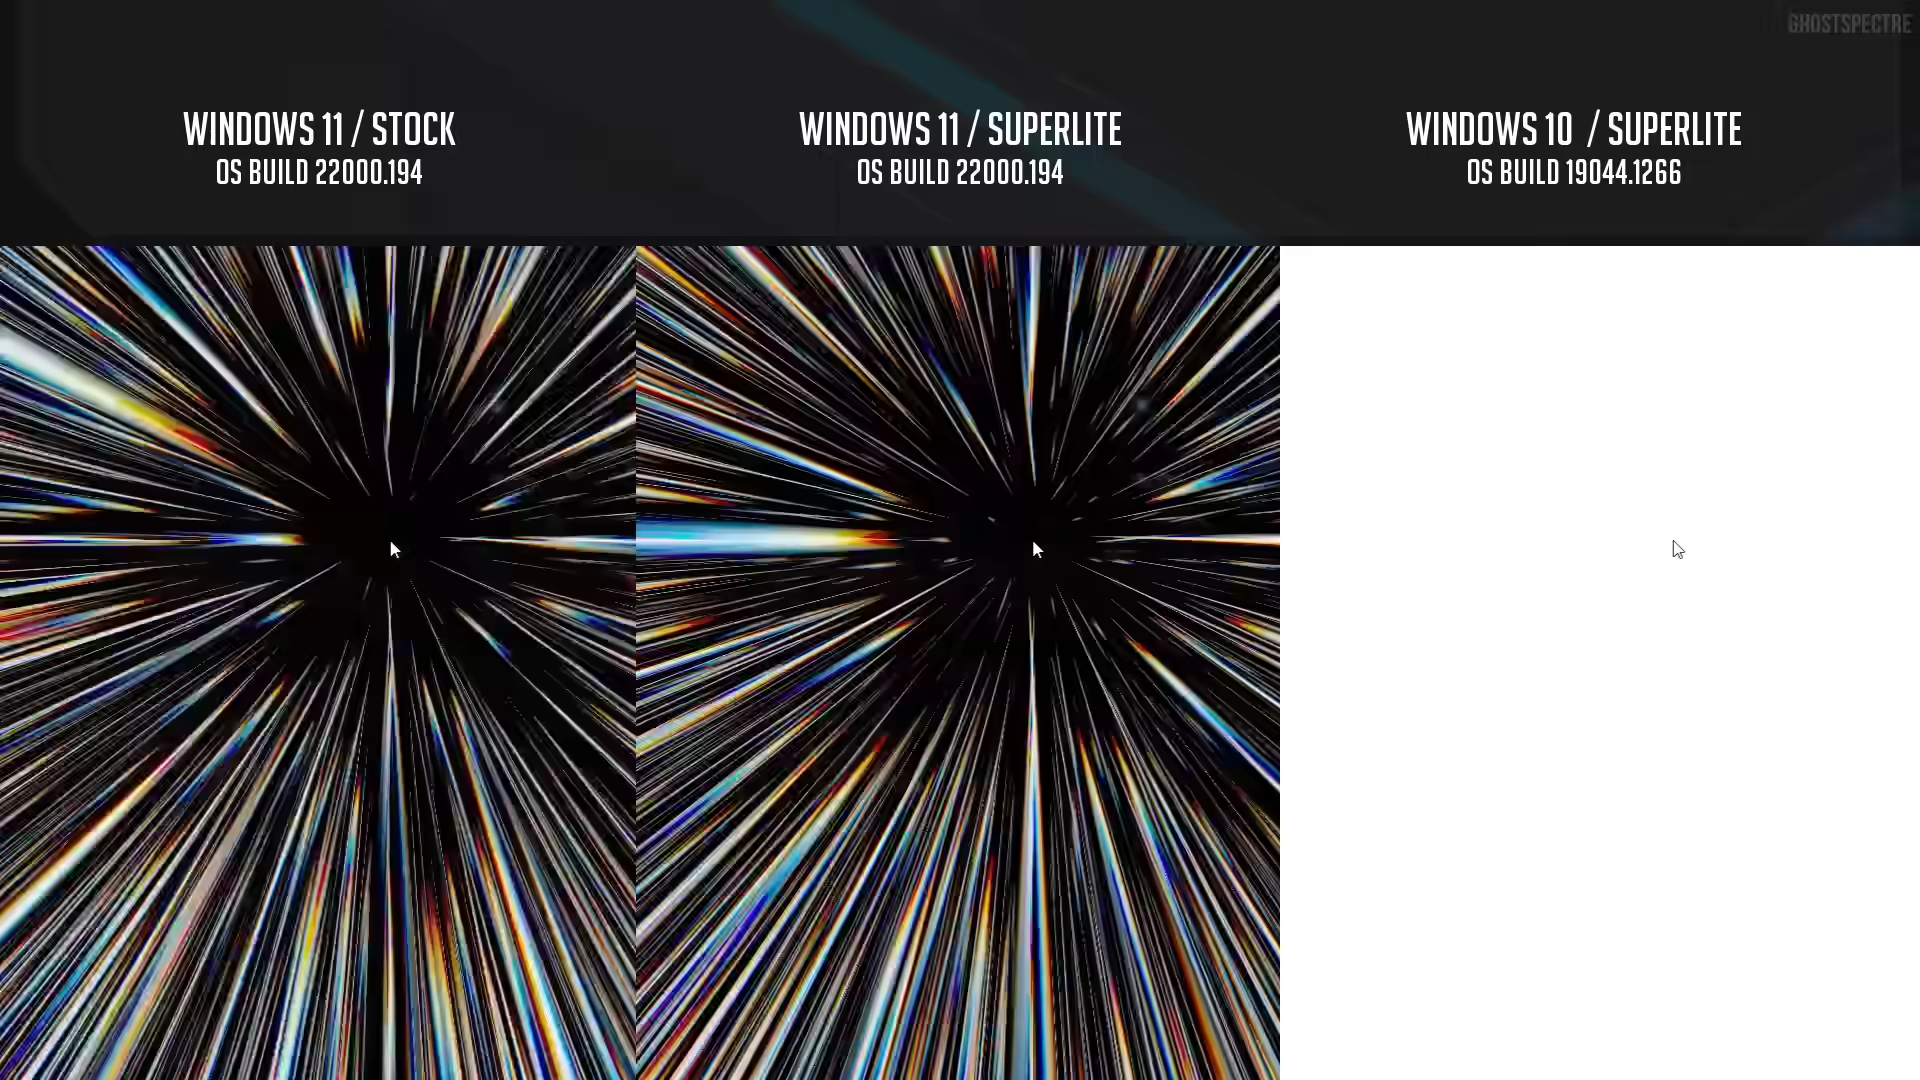 GHOSTSPECTRE
WINDOWS 11 / STOCK
OS BUILD 22000.194
WINDOWS 11 / SUPERLITE
OS BUILD 22000.194
WINDOWS 10 / SUPERLITE
OS BUILD 19044.1266